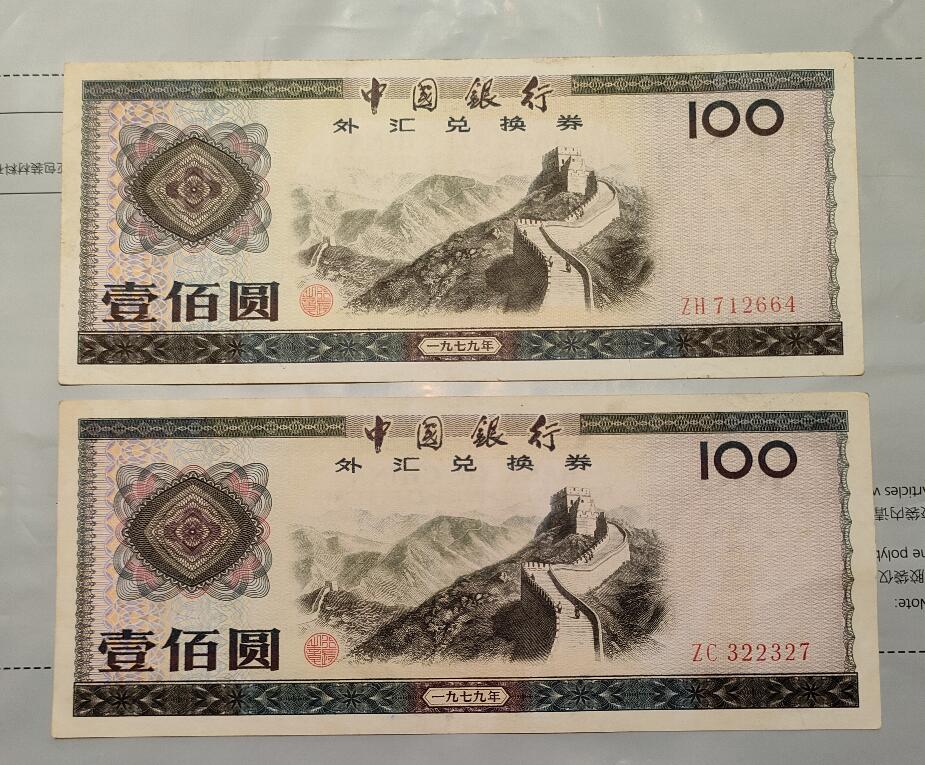 中國銀行
外汇兑换券
100
壹佰圆
ZH 712664
一九七九年
中國銀行
外汇兑换券
100
壹佰圆
ZC 322327
一九七九年
Note: